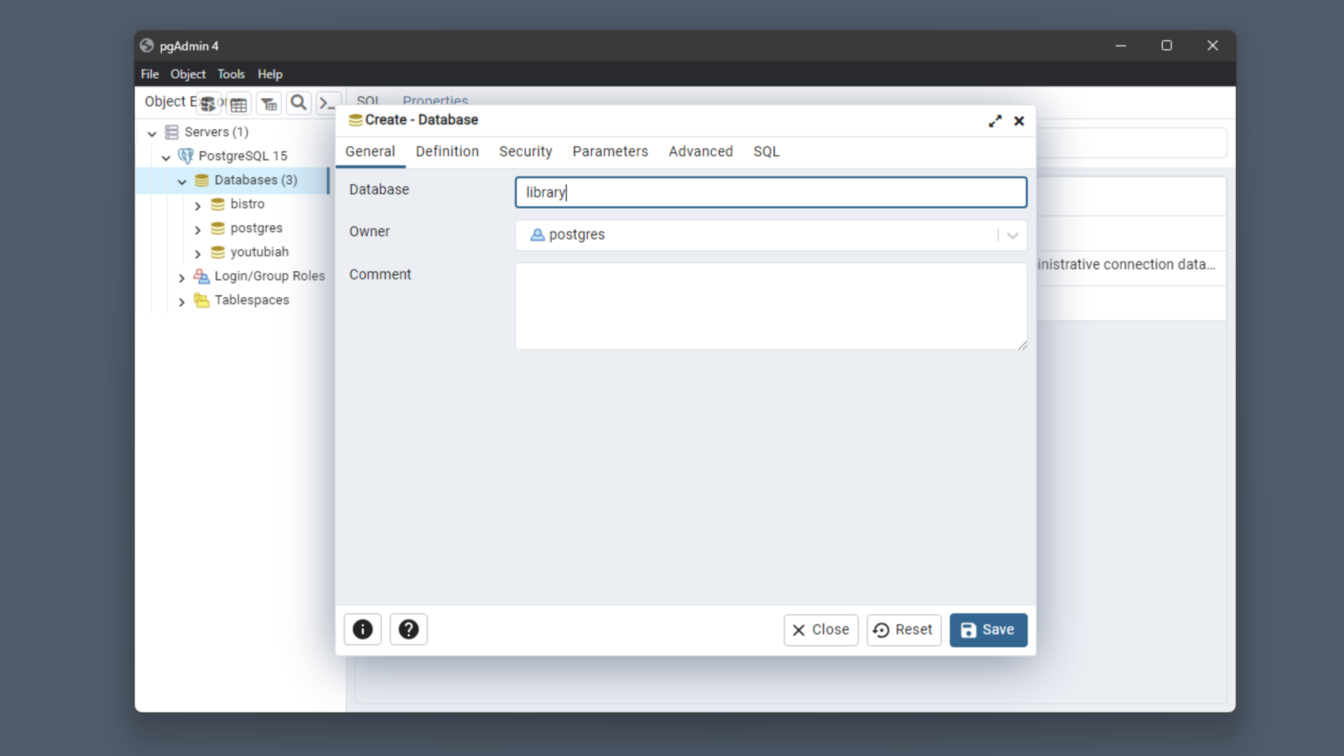 pgAdmin 4
File Object Tools Help
Object E
SQL Properties
Servers (1)
PostgreSQL 15
Databases (3)
bistro
postgres
youtubiah
Login/Group Roles
Tablespaces
Create - Database
General Definition Security Parameters Advanced SQL
Database library
Owner postgres
Comment
inistrative connection data...
Close Reset Save